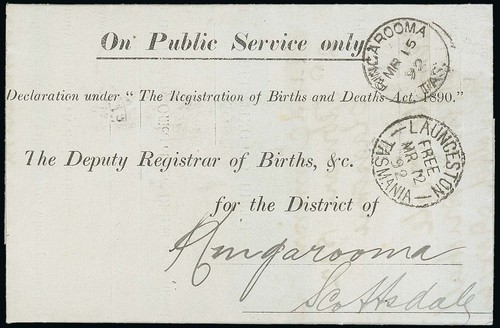 On Public Service only
RINGAROOMA
MR 15
92
TAS
Declaration under "The Registration of Births and Deaths Act, 1890."
LAUNCESTON
FREE
MR 12
92
TASMANIA
The Deputy Registrar of Births, &c.
for the District of
Ringarooma
Scottsdale